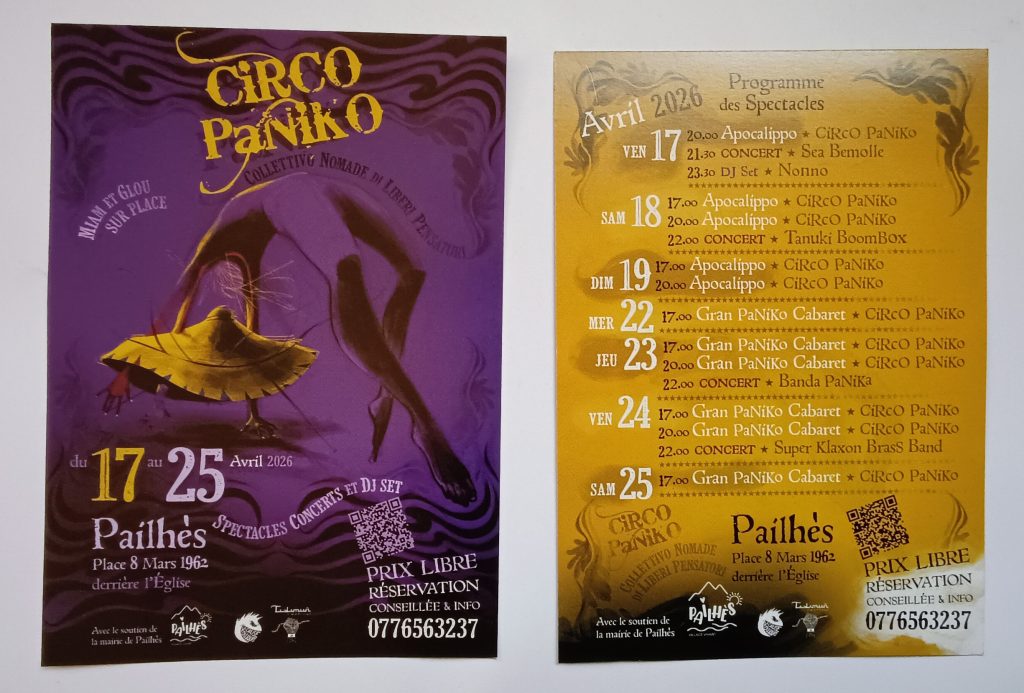 CiRCO
PaNiKO
Collettivo Nomade di Liberi Pensatori
Miam et Glou
sur place
du 17 au 25 Avril 2026
Spectacles Concerts et Dj set
Pailhès
Place 8 Mars 1962
derrière l'Église
PRIX LIBRE
RÉSERVATION
CONSEILLÉE & INFO
0776563237
Avec le soutien de
la mairie de Pailhès
PAILHÈS
Avril 2026
Programme
des Spectacles
VEN 17
20.00 Apocalippo ★ CiRcO PaNiKo
21.30 CONCERT ★ Sea Bemolle
23.30 DJ Set ★ Nonno
SAM 18
17.00 Apocalippo ★ CiRcO PaNiKo
20.00 Apocalippo ★ CiRcO PaNiKo
22.00 CONCERT ★ Tanuki BoomBox
DIM 19
17.00 Apocalippo ★ CiRcO PaNiKo
20.00 Apocalippo ★ CiRcO PaNiKo
MER 22
17.00 Gran PaNiKo Cabaret ★ CiRcO PaNiKo
JEU 23
17.00 Gran PaNiKo Cabaret ★ CiRcO PaNiKo
20.00 Gran PaNiKo Cabaret ★ CiRcO PaNiKo
22.00 CONCERT ★ Banda PaNiKa
VEN 24
17.00 Gran PaNiKo Cabaret ★ CiRcO PaNiKo
20.00 Gran PaNiKo Cabaret ★ CiRcO PaNiKo
22.00 CONCERT ★ Super Klaxon BrasS Band
SAM 25
17.00 Gran PaNiKo Cabaret ★ CiRcO PaNiKo
CiRCO
PaNiKO
Collettivo Nomade
di Liberi Pensatori
Pailhès
Place 8 Mars 1962
derrière l'Église
PRIX LIBRE
RÉSERVATION
CONSEILLÉE & INFO
0776563237
Avec le soutien de
la mairie de Pailhès
PAILHÈS